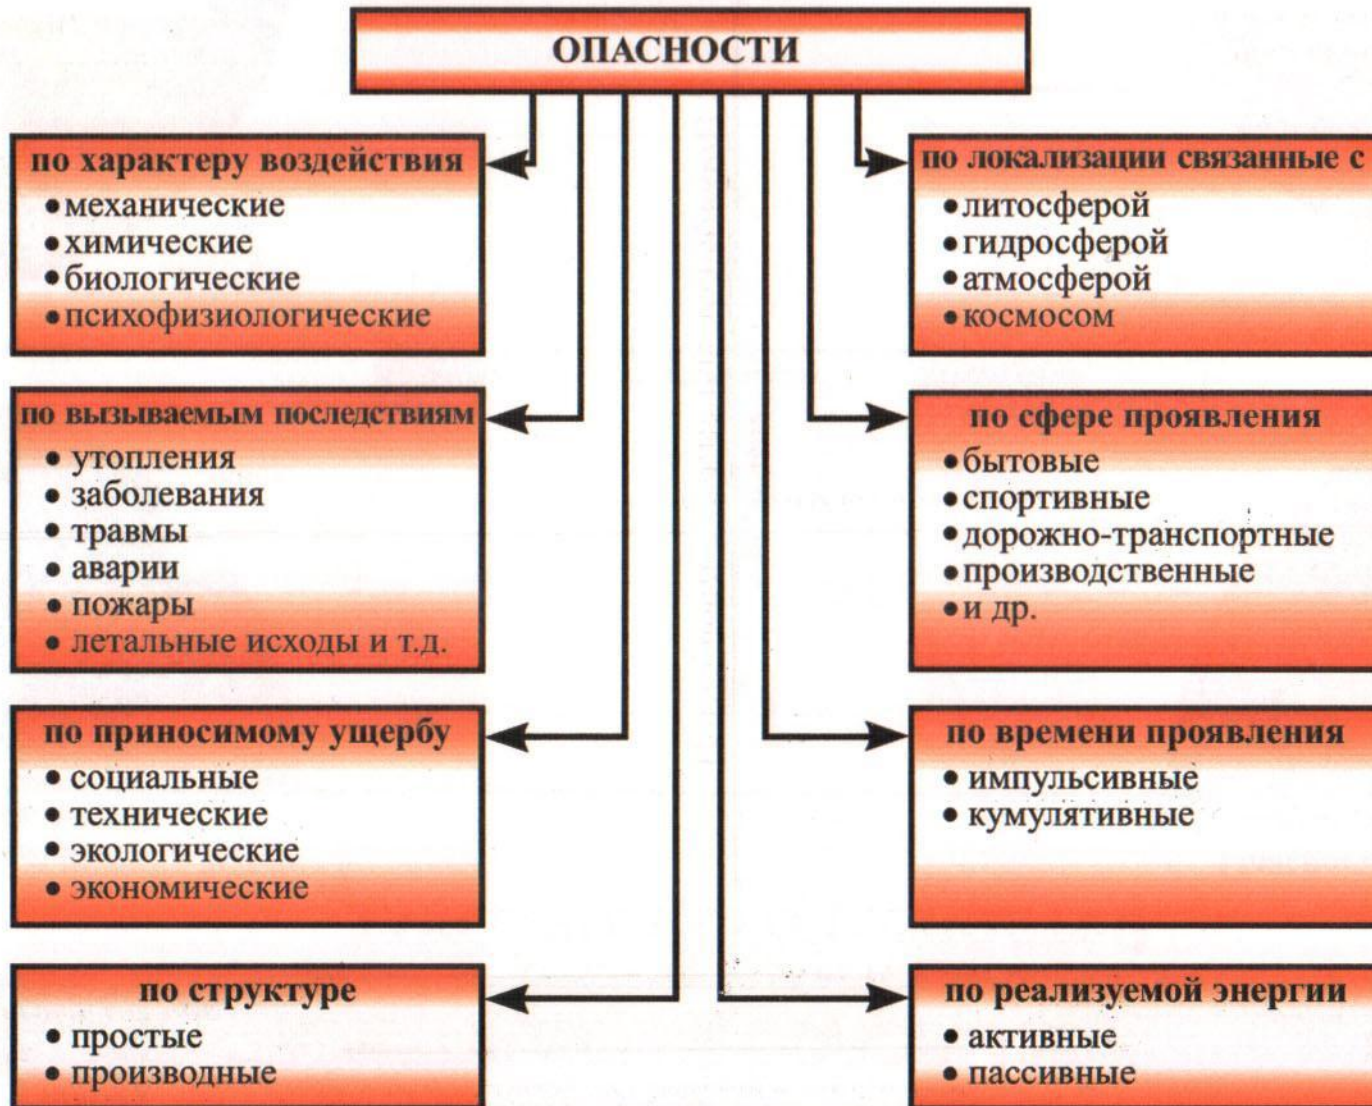 ОПАСНОСТИ
по характеру воздействия
• механические
• химические
• биологические
• психофизиологические
по вызываемым последствиям
• утопления
• заболевания
• травмы
• аварии
• пожары
• летальные исходы и т.д.
по приносимому ущербу
• социальные
• технические
• экологические
• экономические
по структуре
• простые
• производные
по локализации связанные с
• литосферой
• гидросферой
• атмосферой
• космосом
по сфере проявления
• бытовые
• спортивные
• дорожно-транспортные
• производственные
• и др.
по времени проявления
• импульсивные
• кумулятивные
по реализуемой энергии
• активные
• пассивные